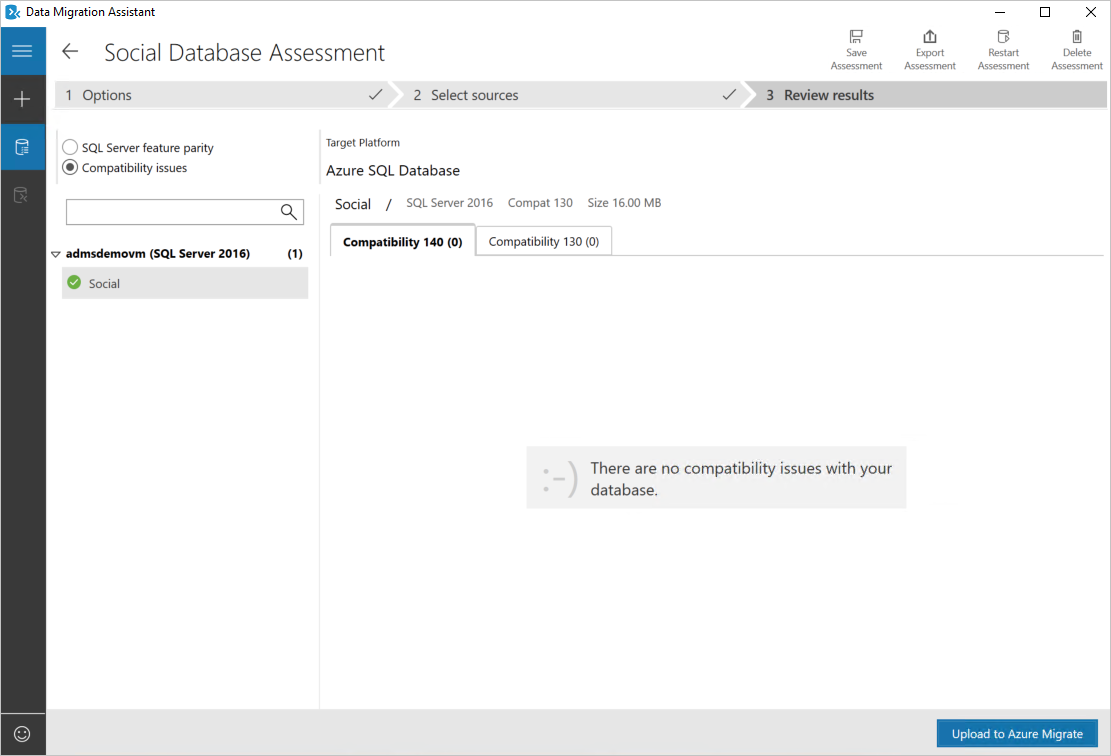 Data Migration Assistant
Social Database Assessment
Save
Assessment
Export
Assessment
Restart
Assessment
Delete
Assessment
1 Options
2 Select sources
3 Review results
SQL Server feature parity
Compatibility issues
Target Platform
Azure SQL Database
Social / SQL Server 2016 Compat 130 Size 16.00 MB
Compatibility 140 (0) Compatibility 130 (0)
admsdemovm (SQL Server 2016) (1)
Social
:-)
There are no compatibility issues with your
database.
Upload to Azure Migrate